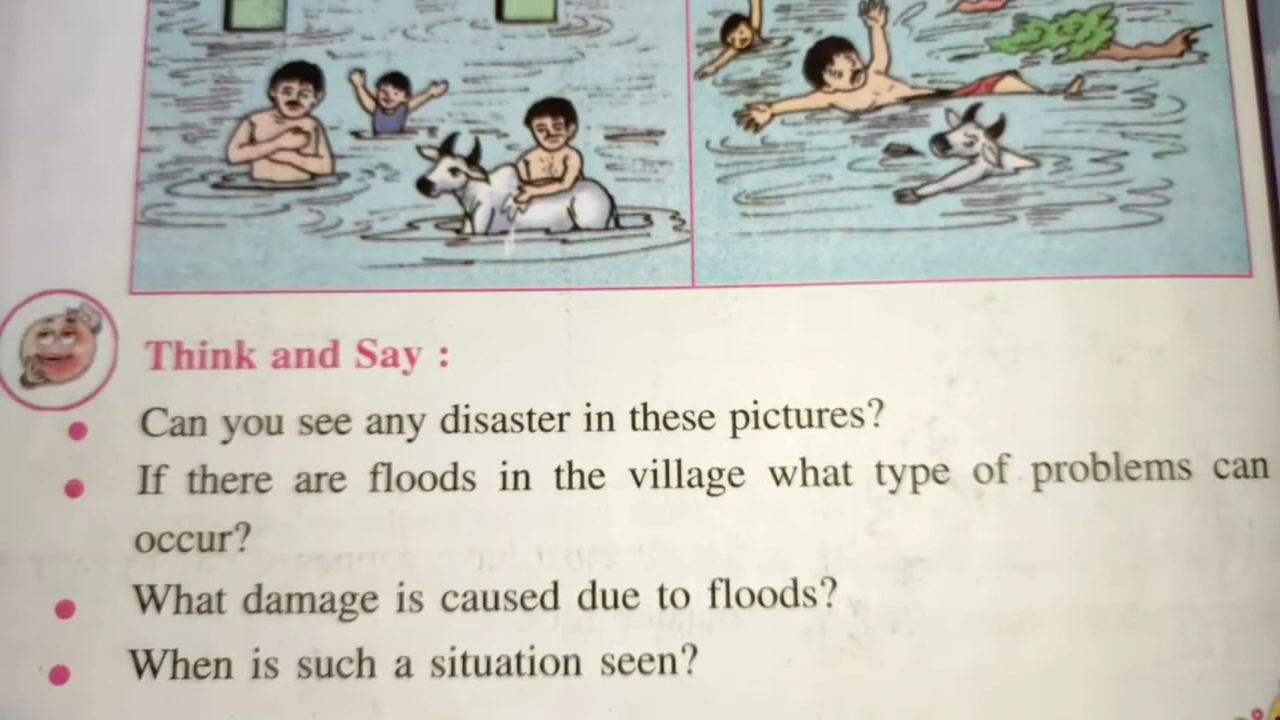 Think and Say :
Can you see any disaster in these pictures?
If there are floods in the village what type of problems can
occur?
What damage is caused due to floods?
When is such a situation seen?